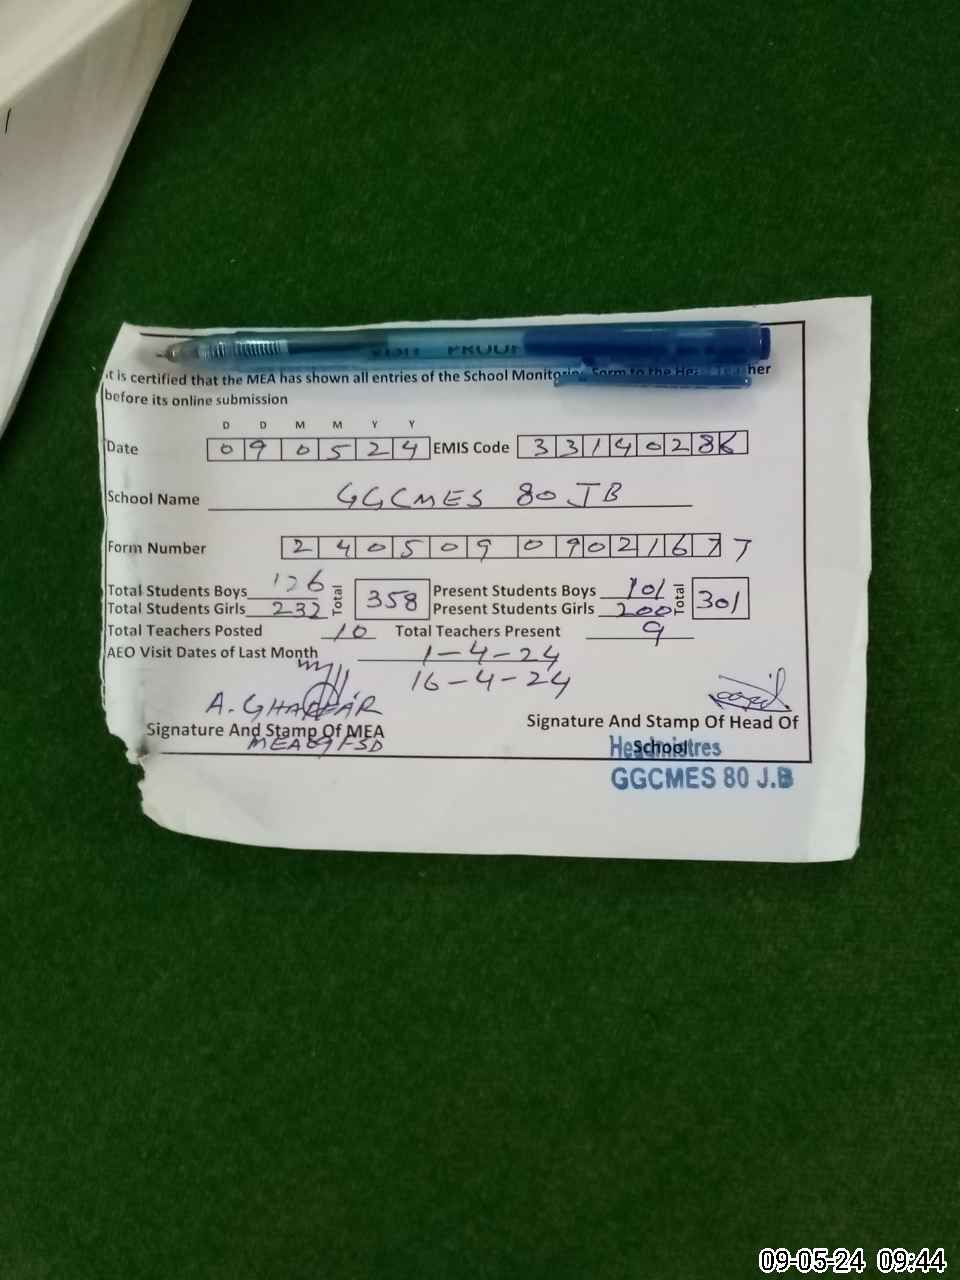 PROOF
It is certified that the MEA has shown all entries of the School Monitoring Form to the Head Teacher
before its online submission
D D M M Y Y
Date 0 9 0 5 2 4 EMIS Code 3 3 1 4 0 2 8 6
School Name GGCMES 80 JB
Form Number 2 4 0 5 0 9 0 9 0 2 1 6 7 7
Total Students Boys 126 Total 358 Present Students Boys 101 Total 301
Total Students Girls 232 Present Students Girls 200
Total Teachers Posted 10 Total Teachers Present 9
AEO Visit Dates of Last Month 1-4-24
16-4-24
A. GHAFFAR
Signature And Stamp Of MEA Signature And Stamp Of Head Of
School
MEA 69 FSD
Headmistres
GGCMES 80 J.B
09-05-24 09:44